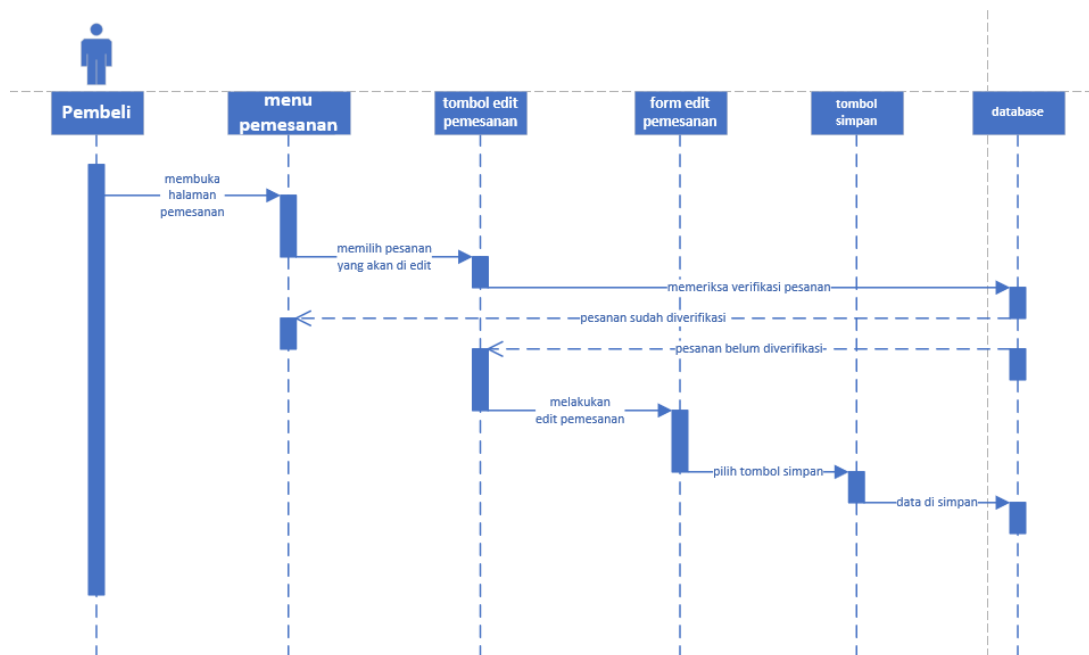 Pembeli
menu
pemesanan
tombol edit
pemesanan
form edit
pemesanan
tombol
simpan
database
membuka
halaman
pemesanan
memilih pesanan
yang akan di edit
memeriksa verifikasi pesanan
pesanan sudah diverifikasi
pesanan belum diverifikasi
melakukan
edit pemesanan
pilih tombol simpan
data di simpan